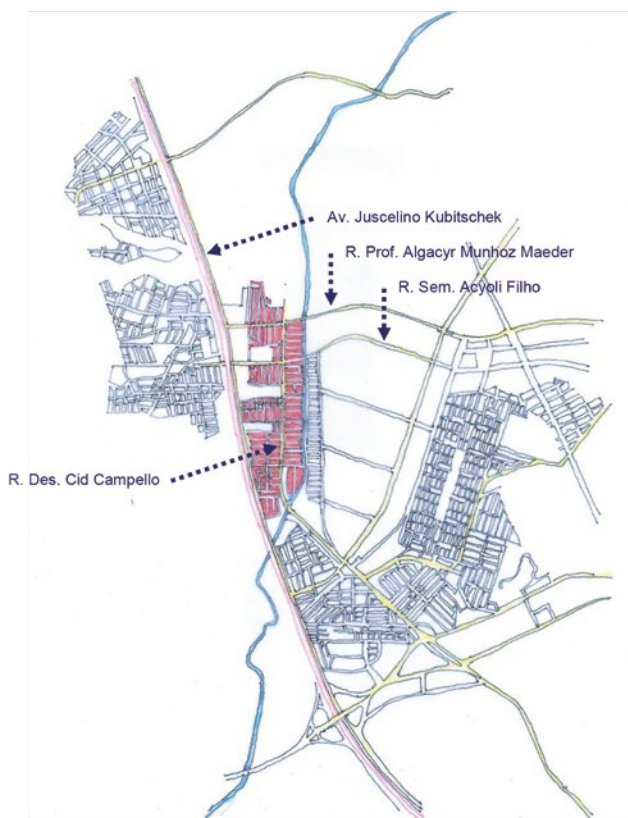 Av. Juscelino Kubitschek
R. Prof. Algacyr Munhoz Maeder
R. Sem. Acyoli Filho
R. Des. Cid Campello